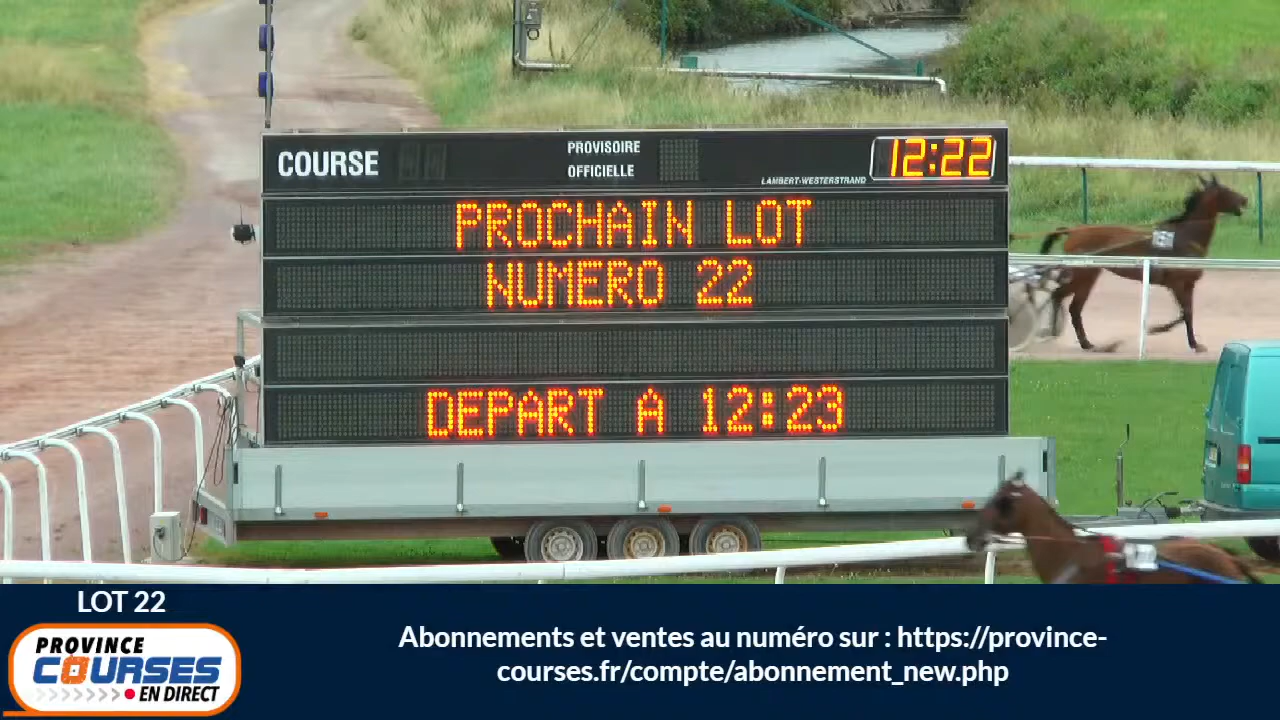 COURSE
PROVISOIRE
OFFICIELLE
LAMBERT-WESTERSTRAND
12:22
PROCHAIN LOT
NUMERO 22
DEPART A 12:23
LOT 22
PROVINCE
COURSES
EN DIRECT
Abonnements et ventes au numéro sur : https://province-
courses.fr/compte/abonnement_new.php